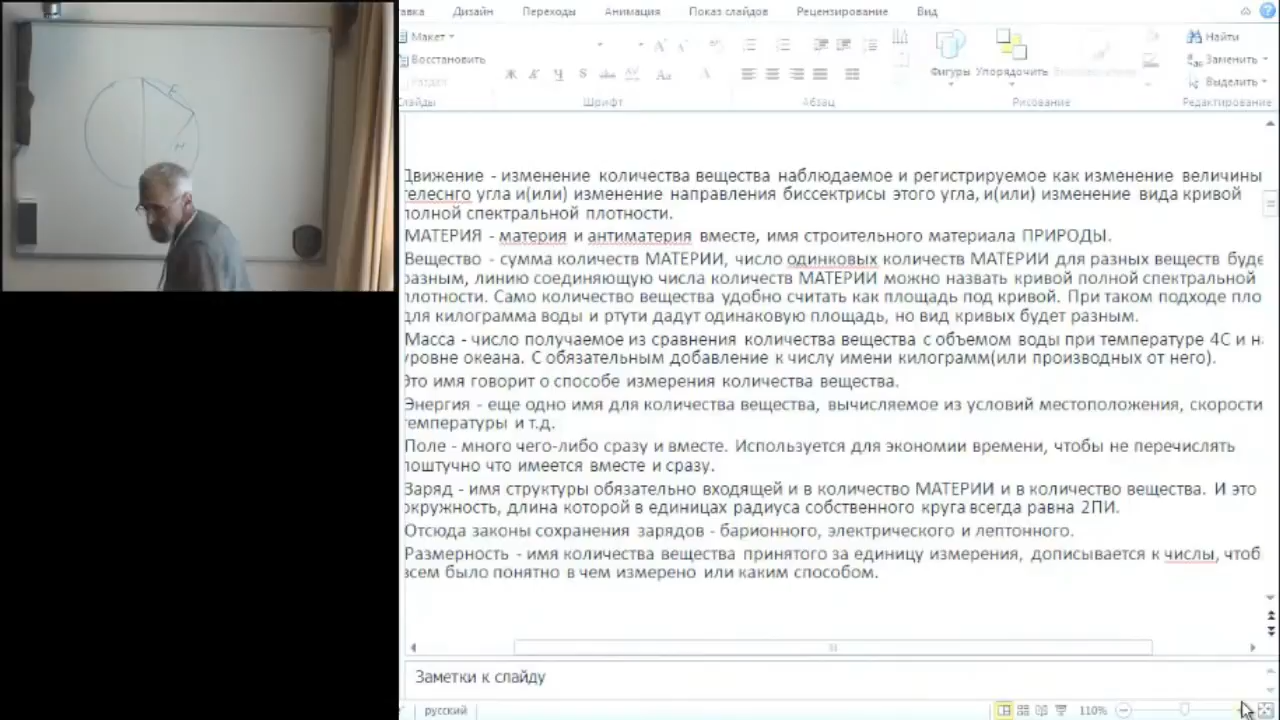 Дизайн Переходы Анимация Показ слайдов Рецензирование Вид
Макет
Найти
Восстановить
Заменить
Раздел
Ж К Ч S abc AV Aa A
Фигуры Упорядочить
Выделить
Слайды Шрифт Абзац Рисование Редактирование
Движение - изменение количества вещества наблюдаемое и регистрируемое как изменение величины
телеснго угла и(или) изменение направления биссектрисы этого угла, и(или) изменение вида кривой
полной спектральной плотности.
МАТЕРИЯ - материя и антиматерия вместе, имя строительного материала ПРИРОДЫ.
Вещество - сумма количеств МАТЕРИИ, число одинковых количеств МАТЕРИИ для разных веществ буде
разным, линию соединяющую числа количеств МАТЕРИИ можно назвать кривой полной спектральной
плотности. Само количество вещества удобно считать как площадь под кривой. При таком подходе пло
для килограмма воды и ртути дадут одинаковую площадь, но вид кривых будет разным.
Масса - число получаемое из сравнения количества вещества с объемом воды при температуре 4С и н
уровне океана. С обязательным добавление к числу имени килограмм(или производных от него).
Это имя говорит о способе измерения количества вещества.
Энергия - еще одно имя для количества вещества, вычисляемое из условий местоположения, скорости
температуры и т.д.
Поле - много чего-либо сразу и вместе. Используется для экономии времени, чтобы не перечислять
поштучно что имеется вместе и сразу.
Заряд - имя структуры обязательно входящей и в количество МАТЕРИИ и в количество вещества. И это
окружность, длина которой в единицах радиуса собственного круга всегда равна 2ПИ.
Отсюда законы сохранения зарядов - барионного, электрического и лептонного.
Размерность - имя количества вещества принятого за единицу измерения, дописывается к числы, чтоб
всем было понятно в чем измерено или каким способом.
Заметки к слайду
русский 110%